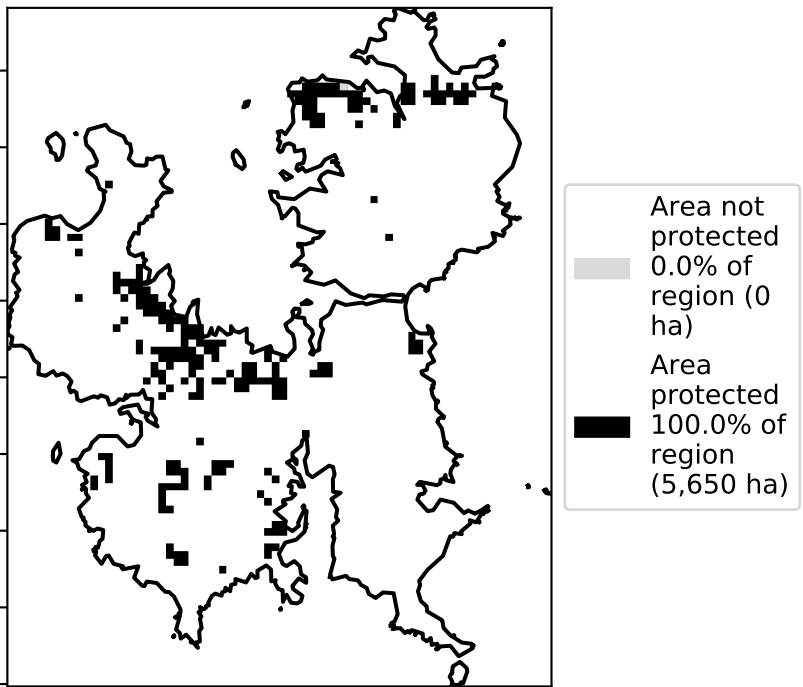 Area not
protected
0.0% of
region (0
ha)
Area
protected
100.0% of
region
(5,650 ha)